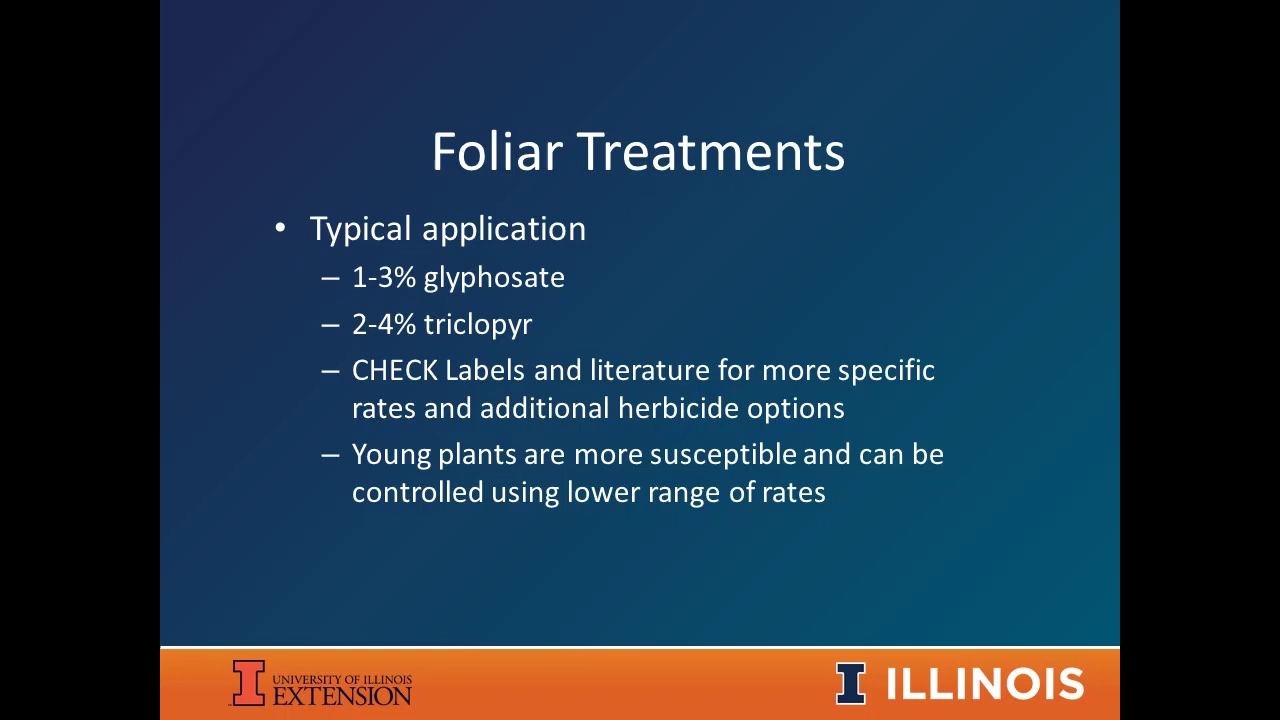 Foliar Treatments
• Typical application
– 1-3% glyphosate
– 2-4% triclopyr
– CHECK Labels and literature for more specific
rates and additional herbicide options
– Young plants are more susceptible and can be
controlled using lower range of rates
UNIVERSITY OF ILLINOIS
EXTENSION
ILLINOIS